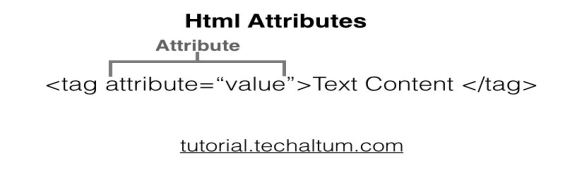 Html Attributes
Attribute
<tag attribute=“value”>Text Content </tag>
tutorial.techaltum.com